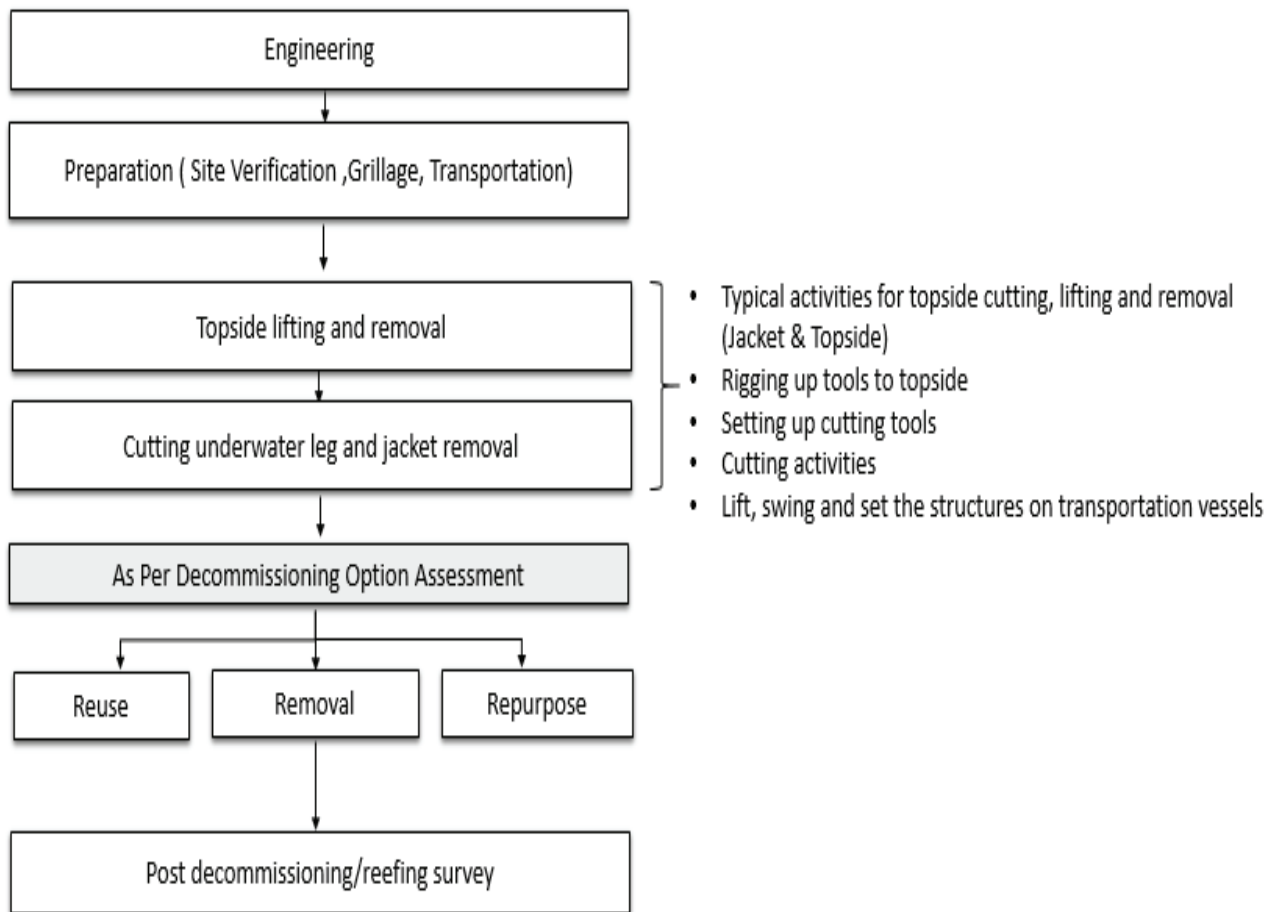 Engineering
Preparation ( Site Verification ,Grillage, Transportation)
Topside lifting and removal
Cutting underwater leg and jacket removal
• Typical activities for topside cutting, lifting and removal
(Jacket & Topside)
• Rigging up tools to topside
• Setting up cutting tools
• Cutting activities
• Lift, swing and set the structures on transportation vessels
As Per Decommissioning Option Assessment
Reuse
Removal
Repurpose
Post decommissioning/reefing survey